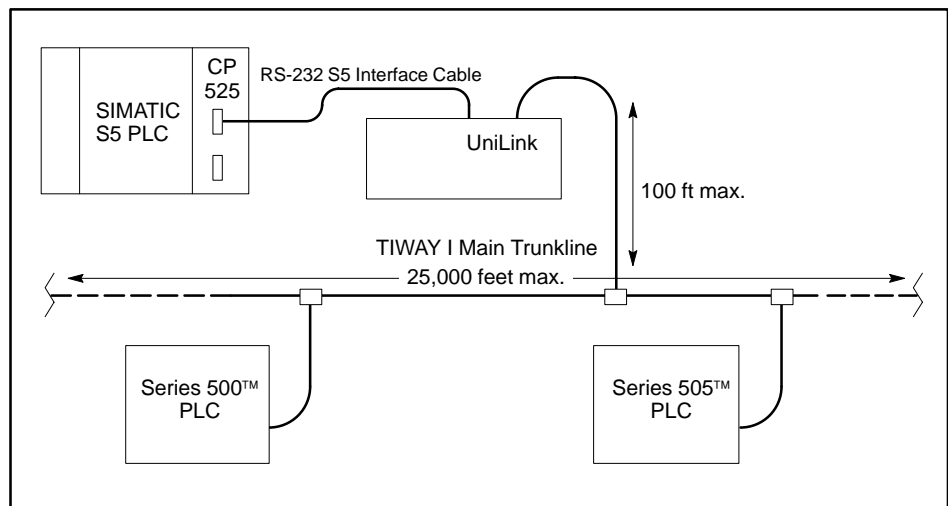 CP
525
RS-232 S5 Interface Cable
SIMATIC
S5 PLC
UniLink
100 ft max.
TIWAY I Main Trunkline
25,000 feet max.
Series 500™
PLC
Series 505™
PLC